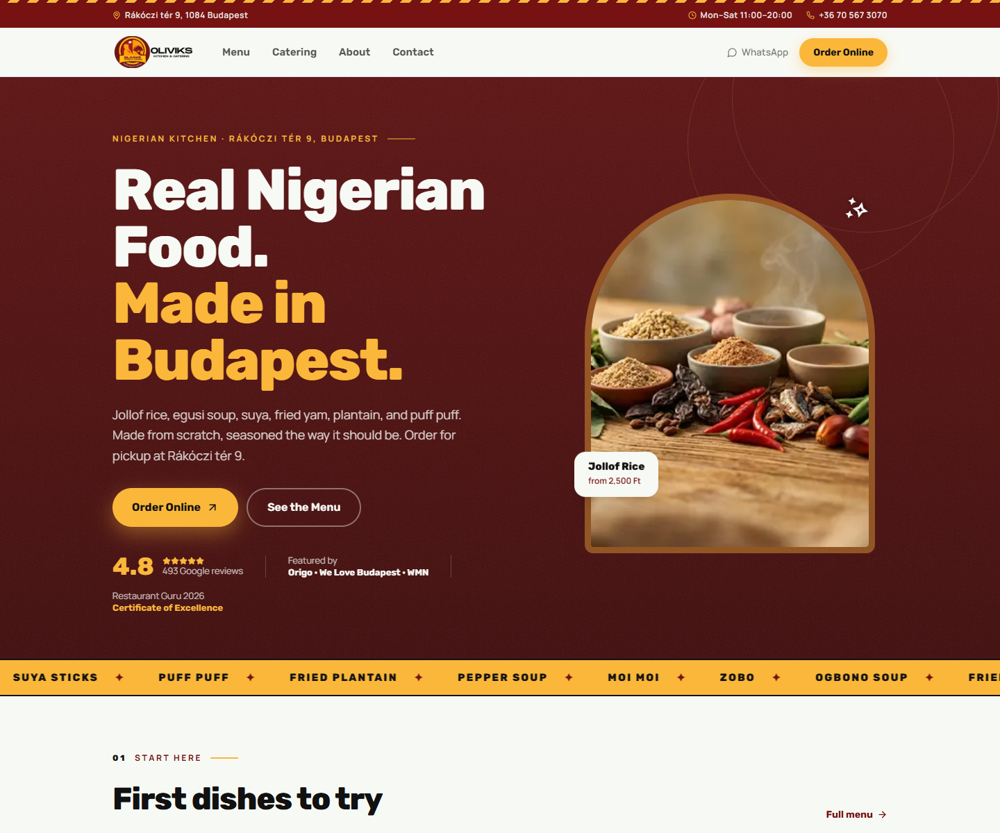 Rákóczi tér 9, 1084 Budapest
Mon–Sat 11:00–20:00
+36 70 567 3070
OLIVIKS
KITCHEN & CATERING
OLIVIKS
Menu
Catering
About
Contact
WhatsApp
Order Online
NIGERIAN KITCHEN · RÁKÓCZI TÉR 9, BUDAPEST
Real Nigerian
Food.
Made in
Budapest.
Jollof rice, egusi soup, suya, fried yam, plantain, and puff puff.
Made from scratch, seasoned the way it should be. Order for
pickup at Rákóczi tér 9.
Order Online
See the Menu
Jollof Rice
from 2,500 Ft
4.8
493 Google reviews
Featured by
Origo • We Love Budapest • WMN
Restaurant Guru 2026
Certificate of Excellence
SUYA STICKS ✦ PUFF PUFF ✦ FRIED PLANTAIN ✦ PEPPER SOUP ✦ MOI MOI ✦ ZOBO ✦ OGBONO SOUP ✦
01 START HERE
First dishes to try
Full menu